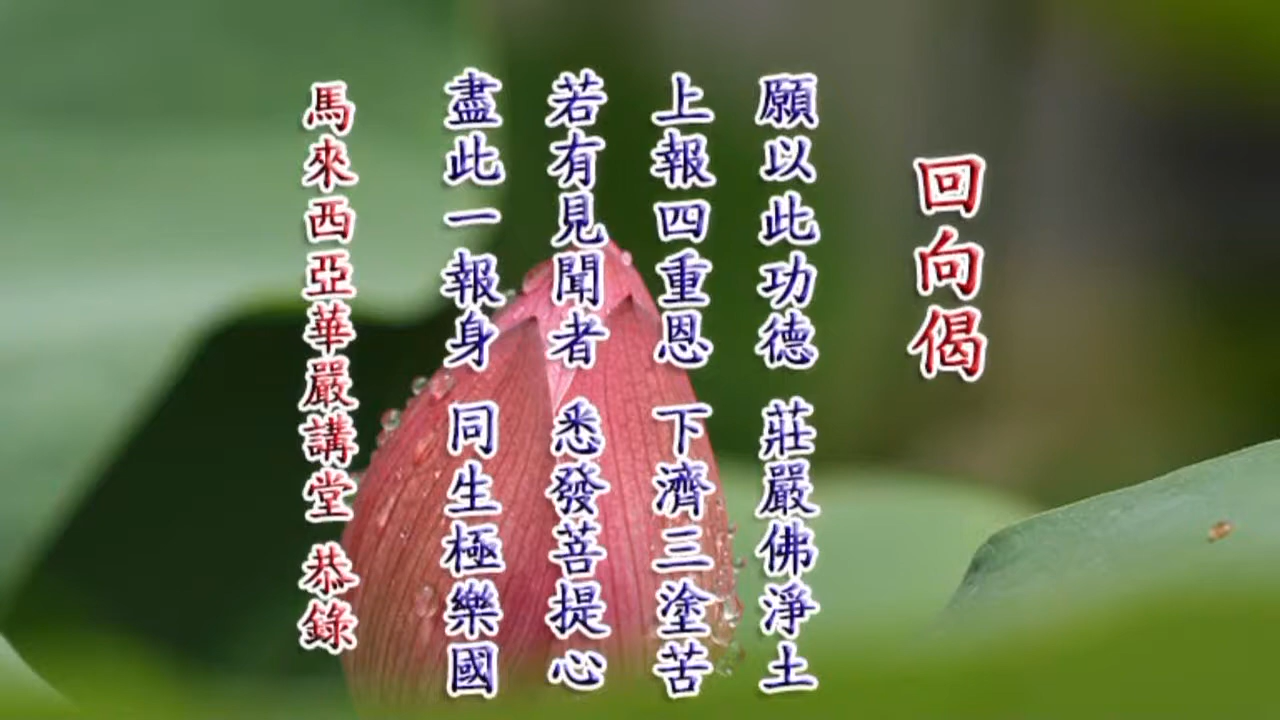 回向偈
願以此功德 莊嚴佛淨土
上報四重恩 下濟三塗苦
若有見聞者 悉發菩提心
盡此一報身 同生極樂國
馬來西亞華嚴講堂 恭錄